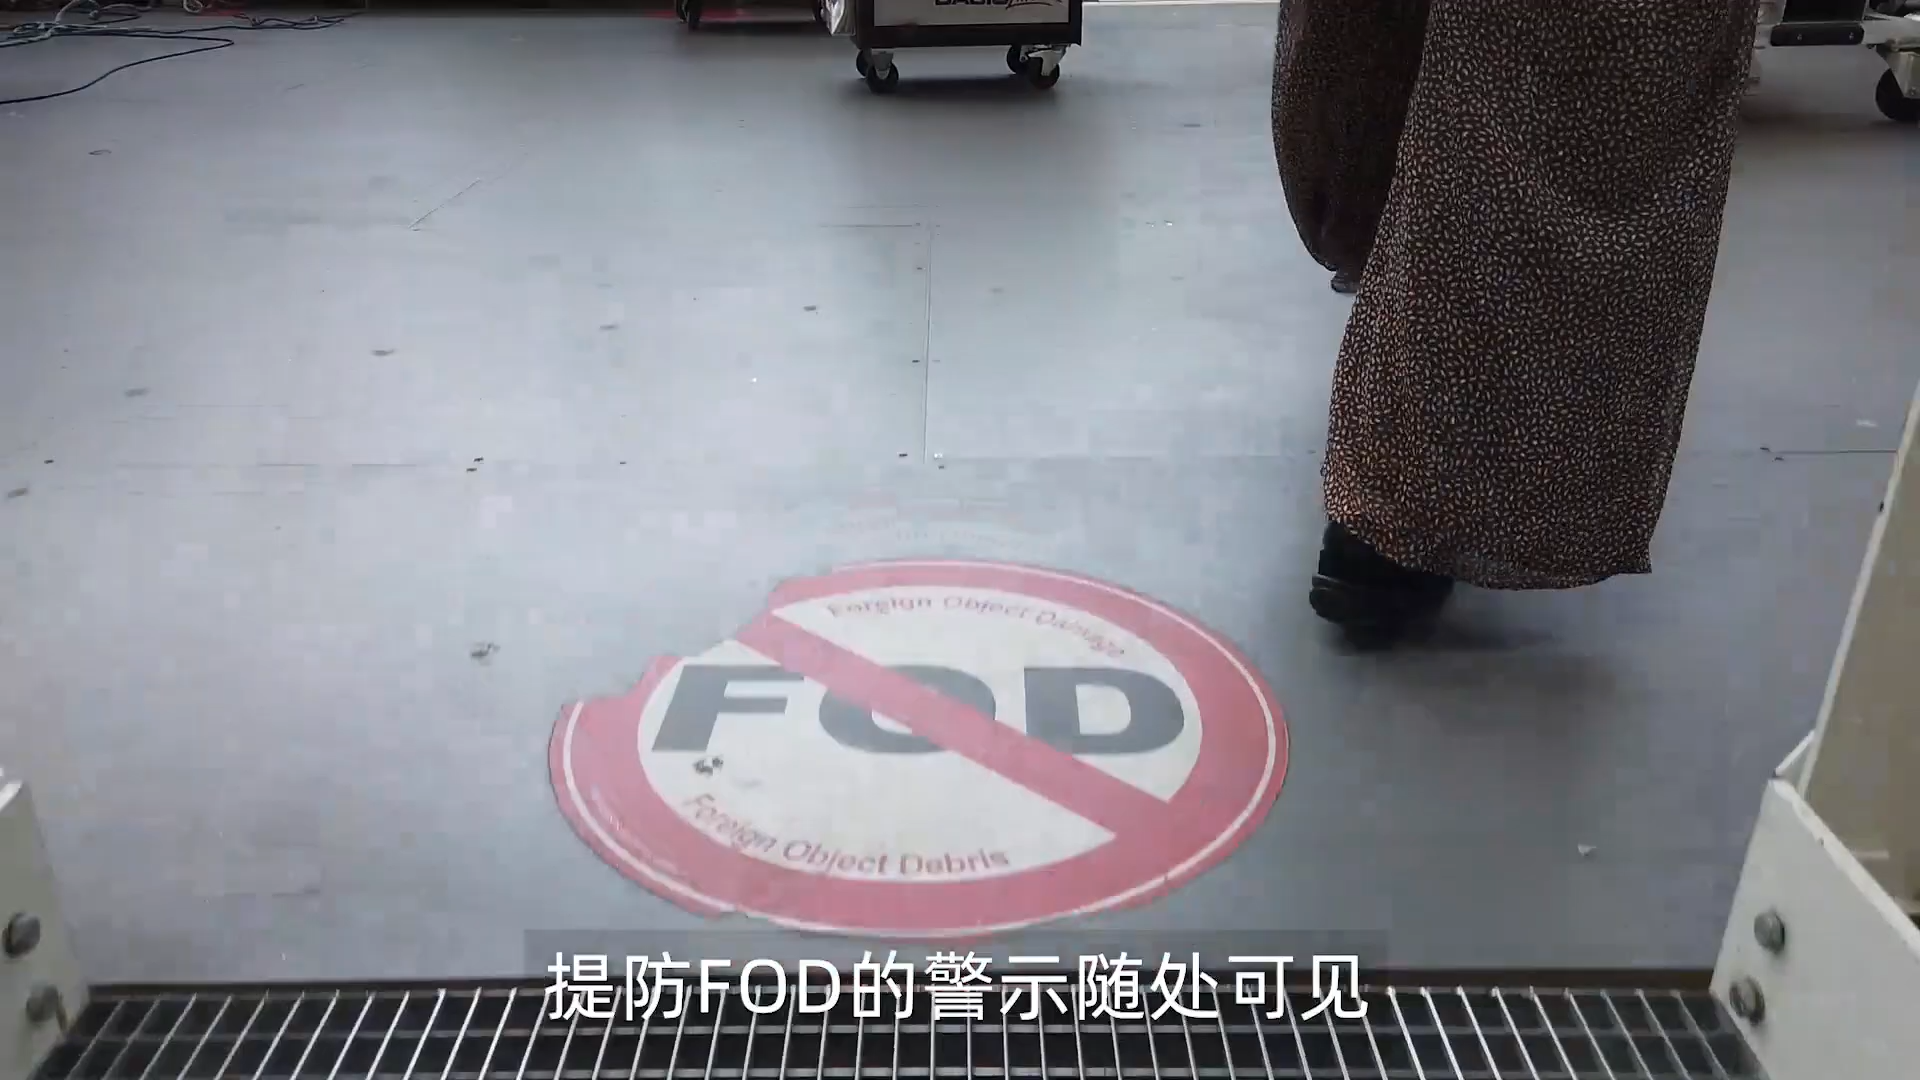 Foreign Object Damage
FOD
Foreign Object Debris
提防FOD的警示随处可见